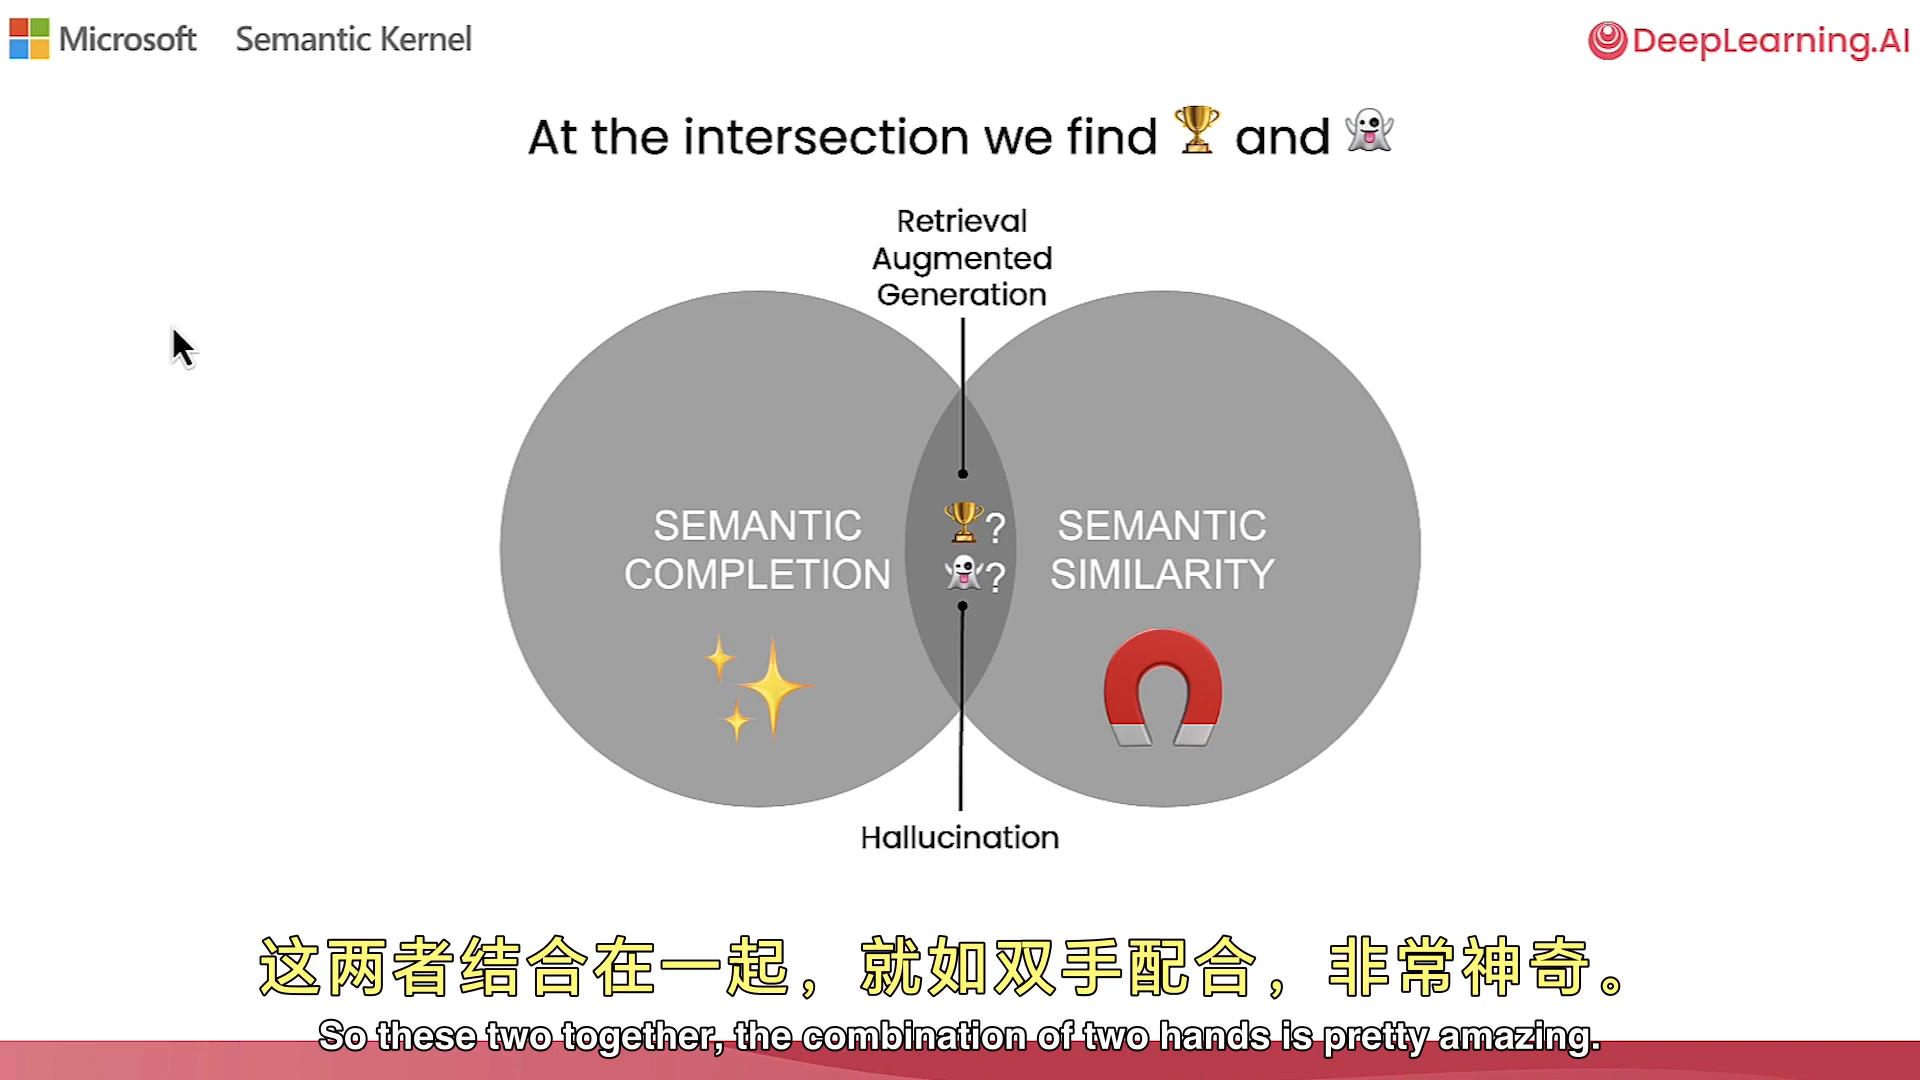 Microsoft Semantic Kernel
DeepLearning.AI
At the intersection we find 🏆 and 👻
Retrieval
Augmented
Generation
SEMANTIC
COMPLETION
🏆?
👻?
SEMANTIC
SIMILARITY
Hallucination
这两者结合在一起，就如双手配合，非常神奇。
So these two together, the combination of two hands is pretty amazing.